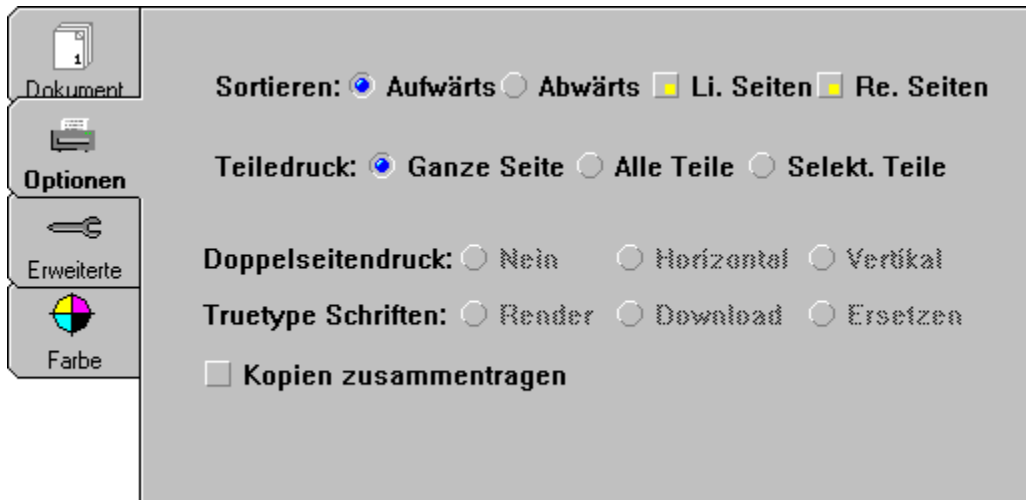 1
Dokument
Optionen
Erweiterte
Farbe
Sortieren: Aufwärts Abwärts Li. Seiten Re. Seiten
Teiledruck: Ganze Seite Alle Teile Selekt. Teile
Doppelseitendruck: Nein Horizontal Vertikal
Truetype Schriften: Render Download Ersetzen
Kopien zusammentragen